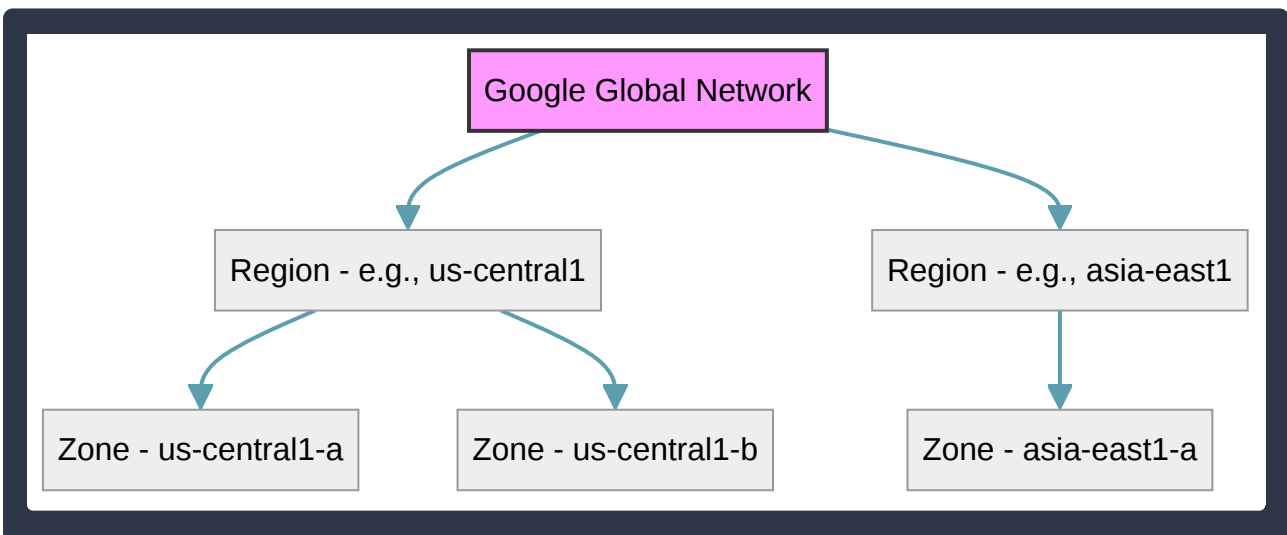 Google Global Network
Region - e.g., us-central1
Region - e.g., asia-east1
Zone - us-central1-a
Zone - us-central1-b
Zone - asia-east1-a